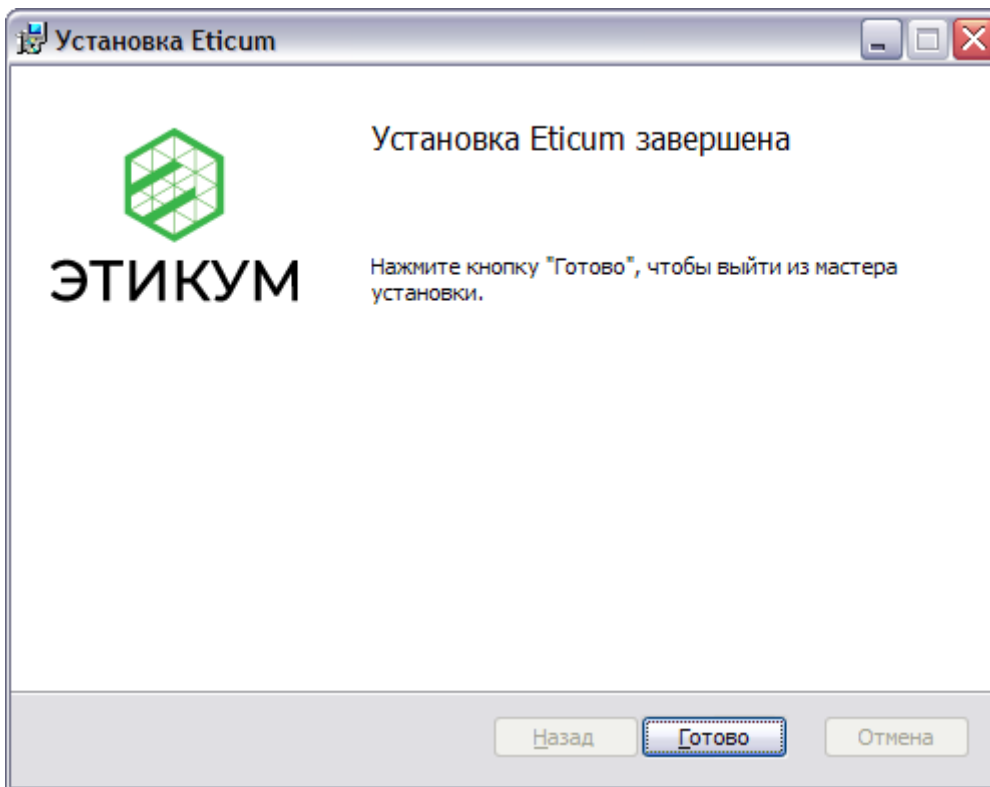 Установка Eticum
Установка Eticum завершена
ЭТИКУМ
Нажмите кнопку "Готово", чтобы выйти из мастера
установки.
Назад
Готово
Отмена